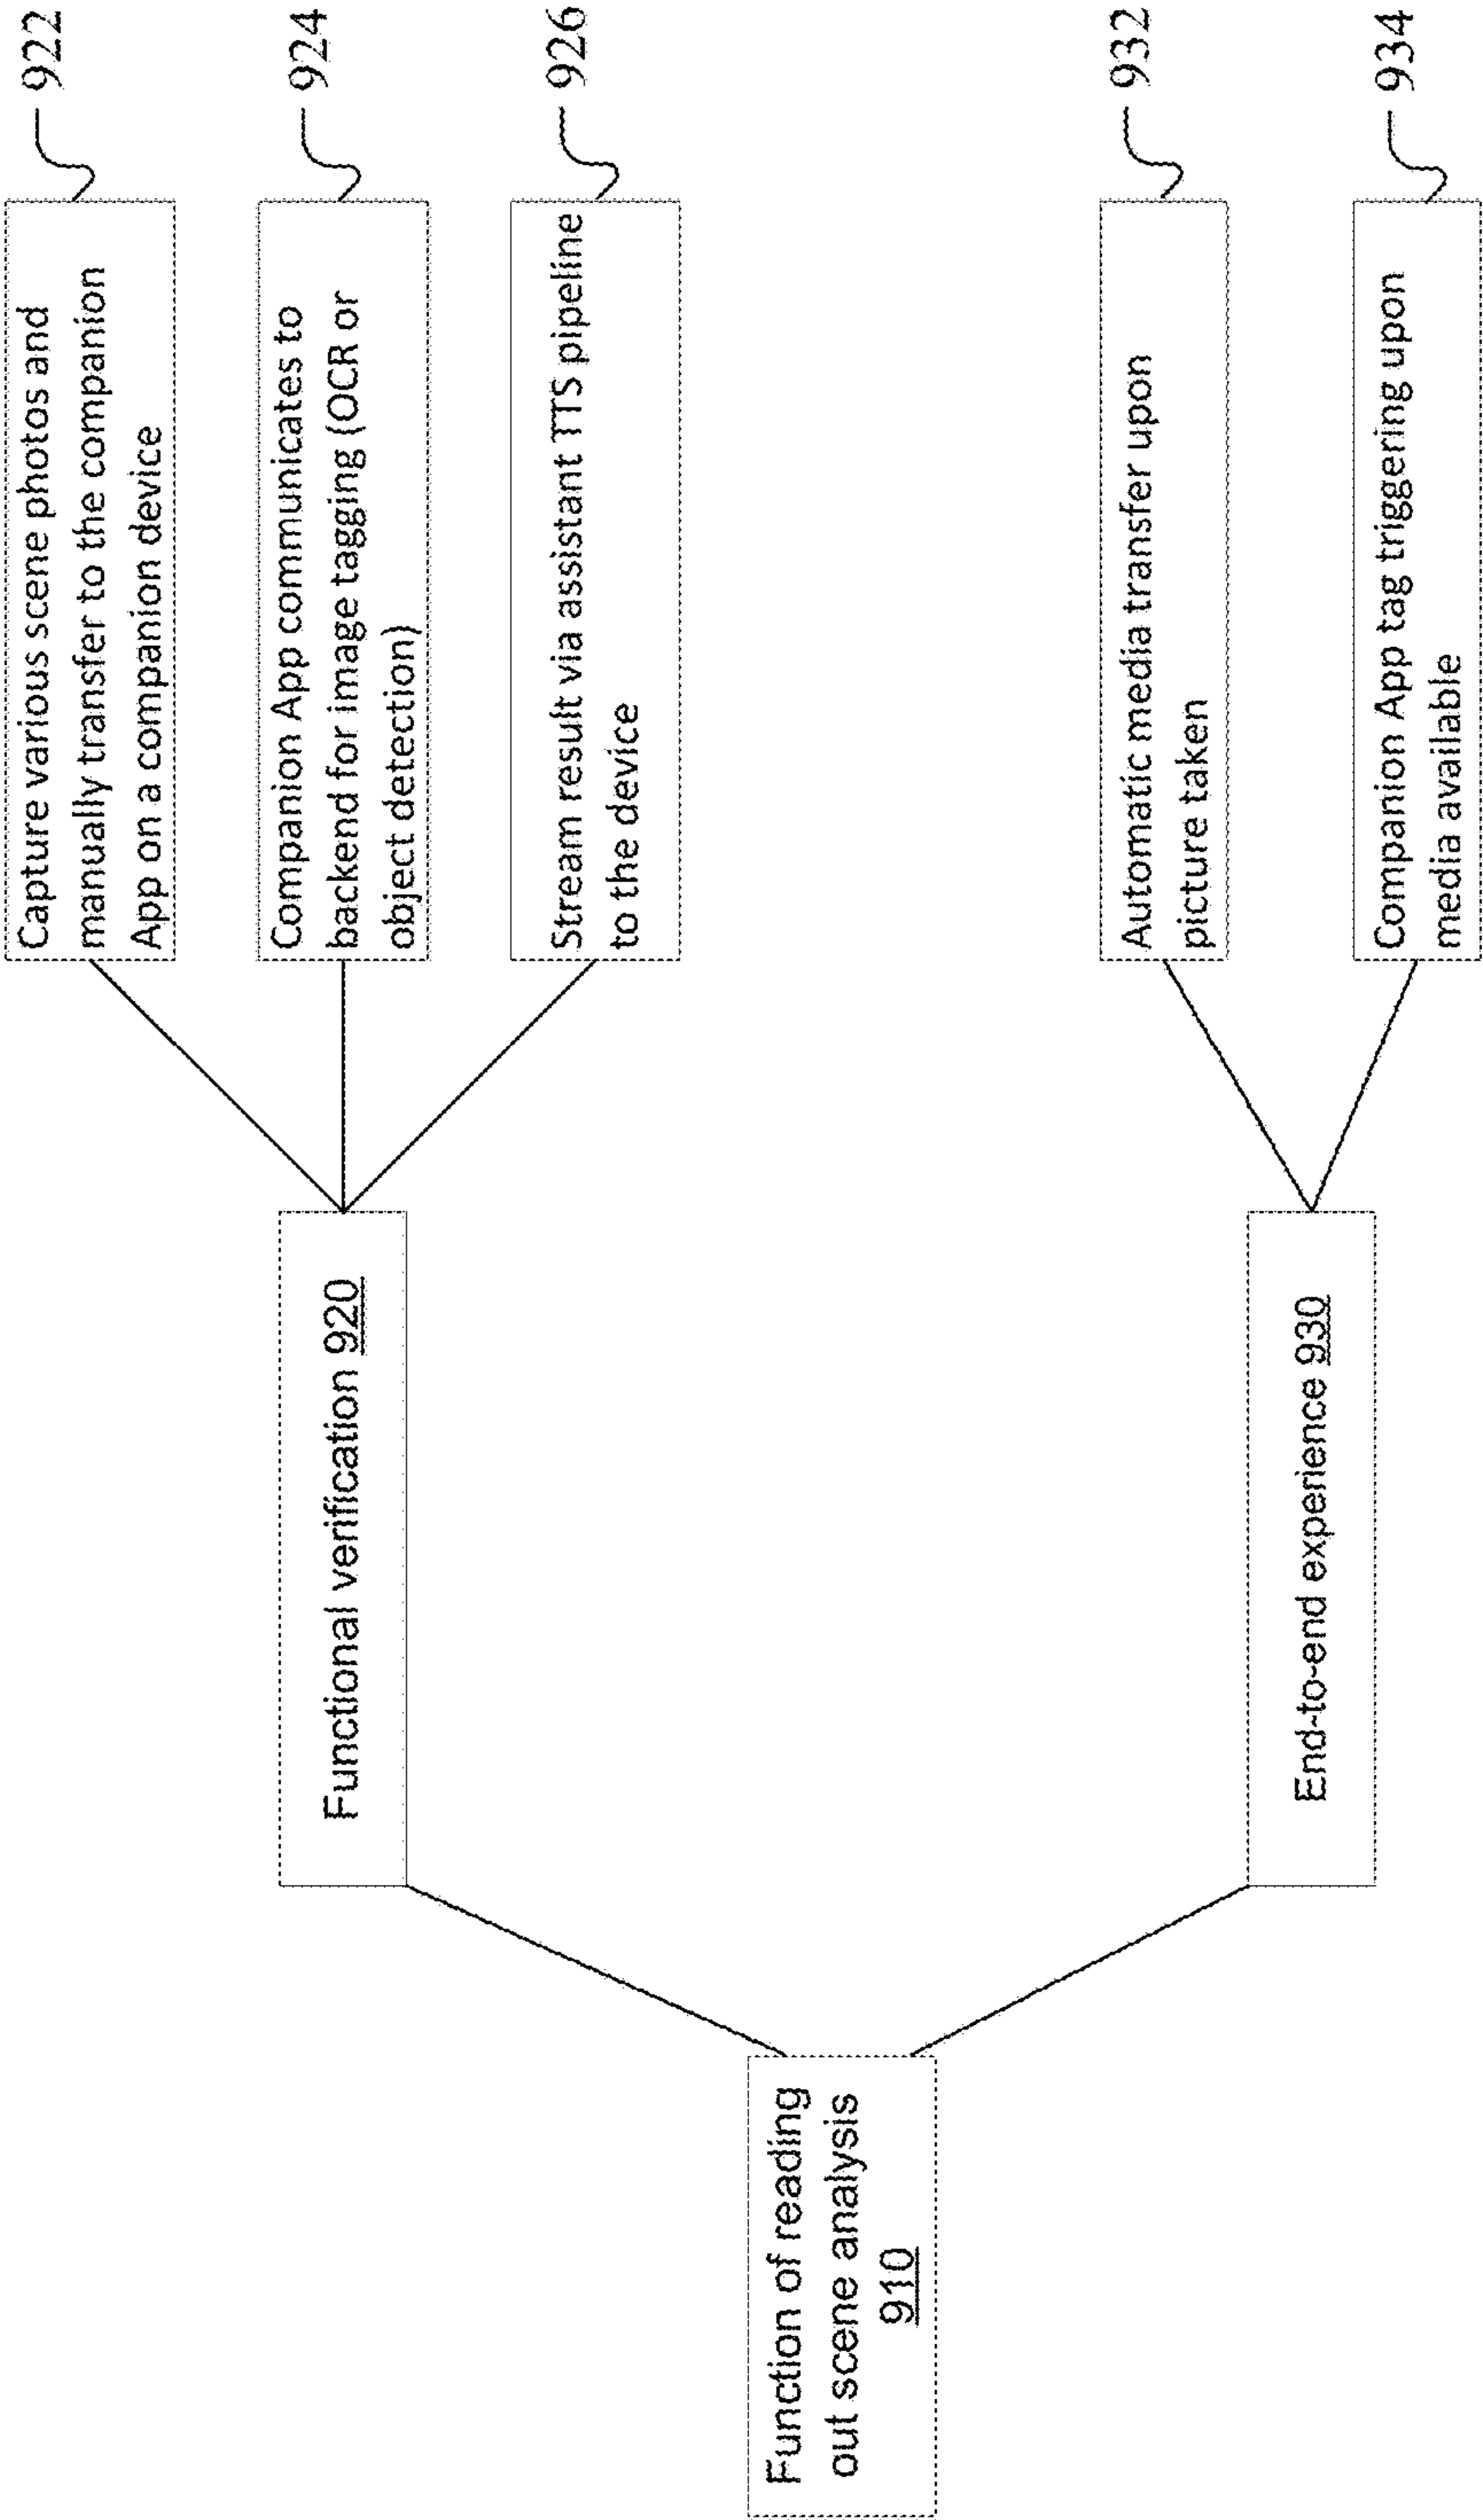 Function of reading
out scene analysis
910
Functional verification 920
Capture various scene photos and
manually transfer to the companion
App on a companion device
922
Companion App communicates to
backend for image tagging (OCR or
object detection)
924
Stream result via assistant TTS pipeline
to the device
926
End-to-end experience 930
Automatic media transfer upon
picture taken
932
Companion App tag triggering upon
media available
934